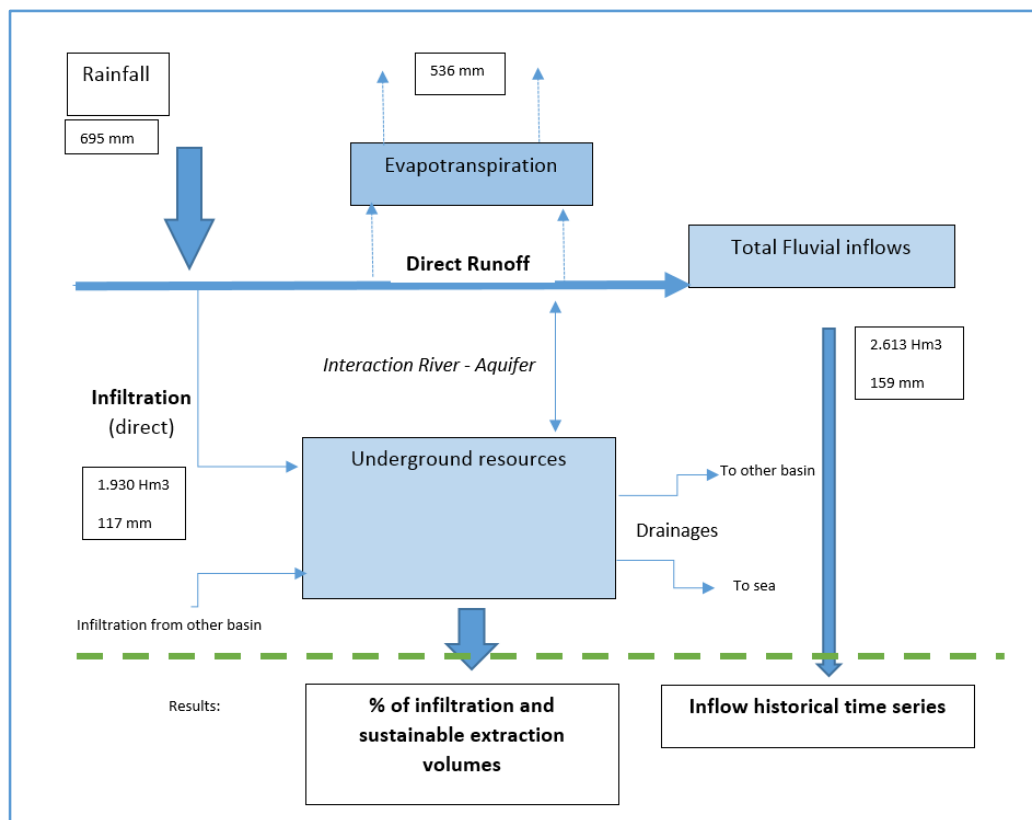 Rainfall
695 mm
536 mm
Evapotranspiration
Direct Runoff
Total Fluvial inflows
2.613 Hm3
159 mm
Interaction River - Aquifer
Infiltration
(direct)
1.930 Hm3
117 mm
Underground resources
To other basin
Drainages
To sea
Infiltration from other basin
Results:
% of infiltration and
sustainable extraction
volumes
Inflow historical time series